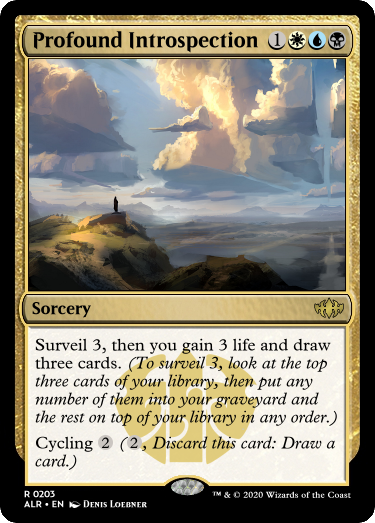 Profound Introspection 1
Sorcery
Surveil 3, then you gain 3 life and draw
three cards. (To surveil 3, look at the top
three cards of your library, then put any
number of them into your graveyard and
the rest on top of your library in any order.)
Cycling 2 (2, Discard this card: Draw a
card.)
R 0203
ALR • EN Denis Loebner
™ & © 2020 Wizards of the Coast